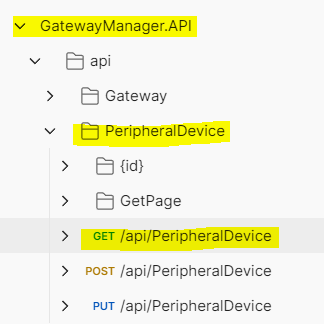 GatewayManager.API
api
Gateway
PeripheralDevice
{id}
GetPage
GET /api/PeripheralDevice
POST /api/PeripheralDevice
PUT /api/PeripheralDevice